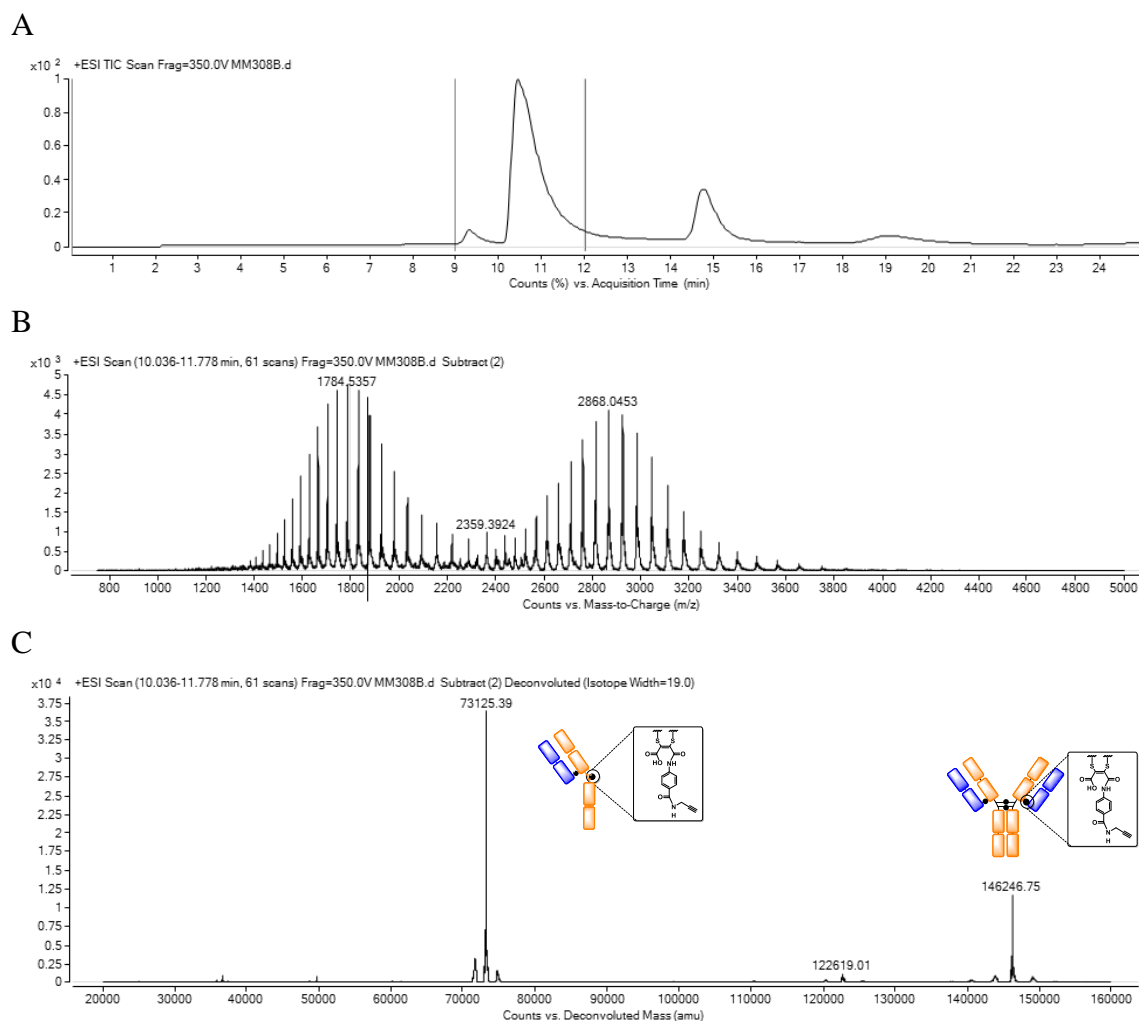 A
+ESI TIC Scan Frag=350.0V MM308B.d
x10 2
1
0.8
0.6
0.4
0.2
0
1 2 3 4 5 6 7 8 9 10 11 12 13 14 15 16 17 18 19 20 21 22 23 24
Counts (%) vs. Acquisition Time (min)
B
+ESI Scan (10.036-11.778 min, 61 scans) Frag=350.0V MM308B.d Subtract (2)
x10 3
5
4.5
4
3.5
3
2.5
2
1.5
1
0.5
0
1784.5357
2868.0453
2359.3924
800 1000 1200 1400 1600 1800 2000 2200 2400 2600 2800 3000 3200 3400 3600 3800 4000 4200 4400 4600 4800 5000
Counts vs. Mass-to-Charge (m/z)
C
+ESI Scan (10.036-11.778 min, 61 scans) Frag=350.0V MM308B.d Subtract (2) Deconvoluted (Isotope Width=19.0)
x10 4
3.75
3.5
3.25
3
2.75
2.5
2.25
2
1.75
1.5
1.25
1
0.75
0.5
0.25
0
73125.39
S S
O O
HO NH
O N
H
S S
O O
HO NH
O N
H
146246.75
122619.01
20000 30000 40000 50000 60000 70000 80000 90000 100000 110000 120000 130000 140000 150000 160000
Counts vs. Deconvoluted Mass (amu)